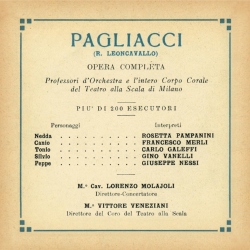 PAGLIACCI
(R. LEONCAVALLO)
OPERA COMPLETA
Professori d'Orchestra e l'intero Corpo Corale
del Teatro alla Scala di Milano
PIU' DI 200 ESECUTORI
Personaggi Interpreti
Nedda ROSETTA PAMPANINI
Canio FRANCESCO MERLI
Tonio CARLO GALEFFI
Silvio GINO VANELLI
Peppe GIUSEPPE NESSI
M.º CAV. LORENZO MOLAJOLI
Direttore-Concertatore
M.º VITTORE VENEZIANI
Direttore del Coro del Teatro alla Scala